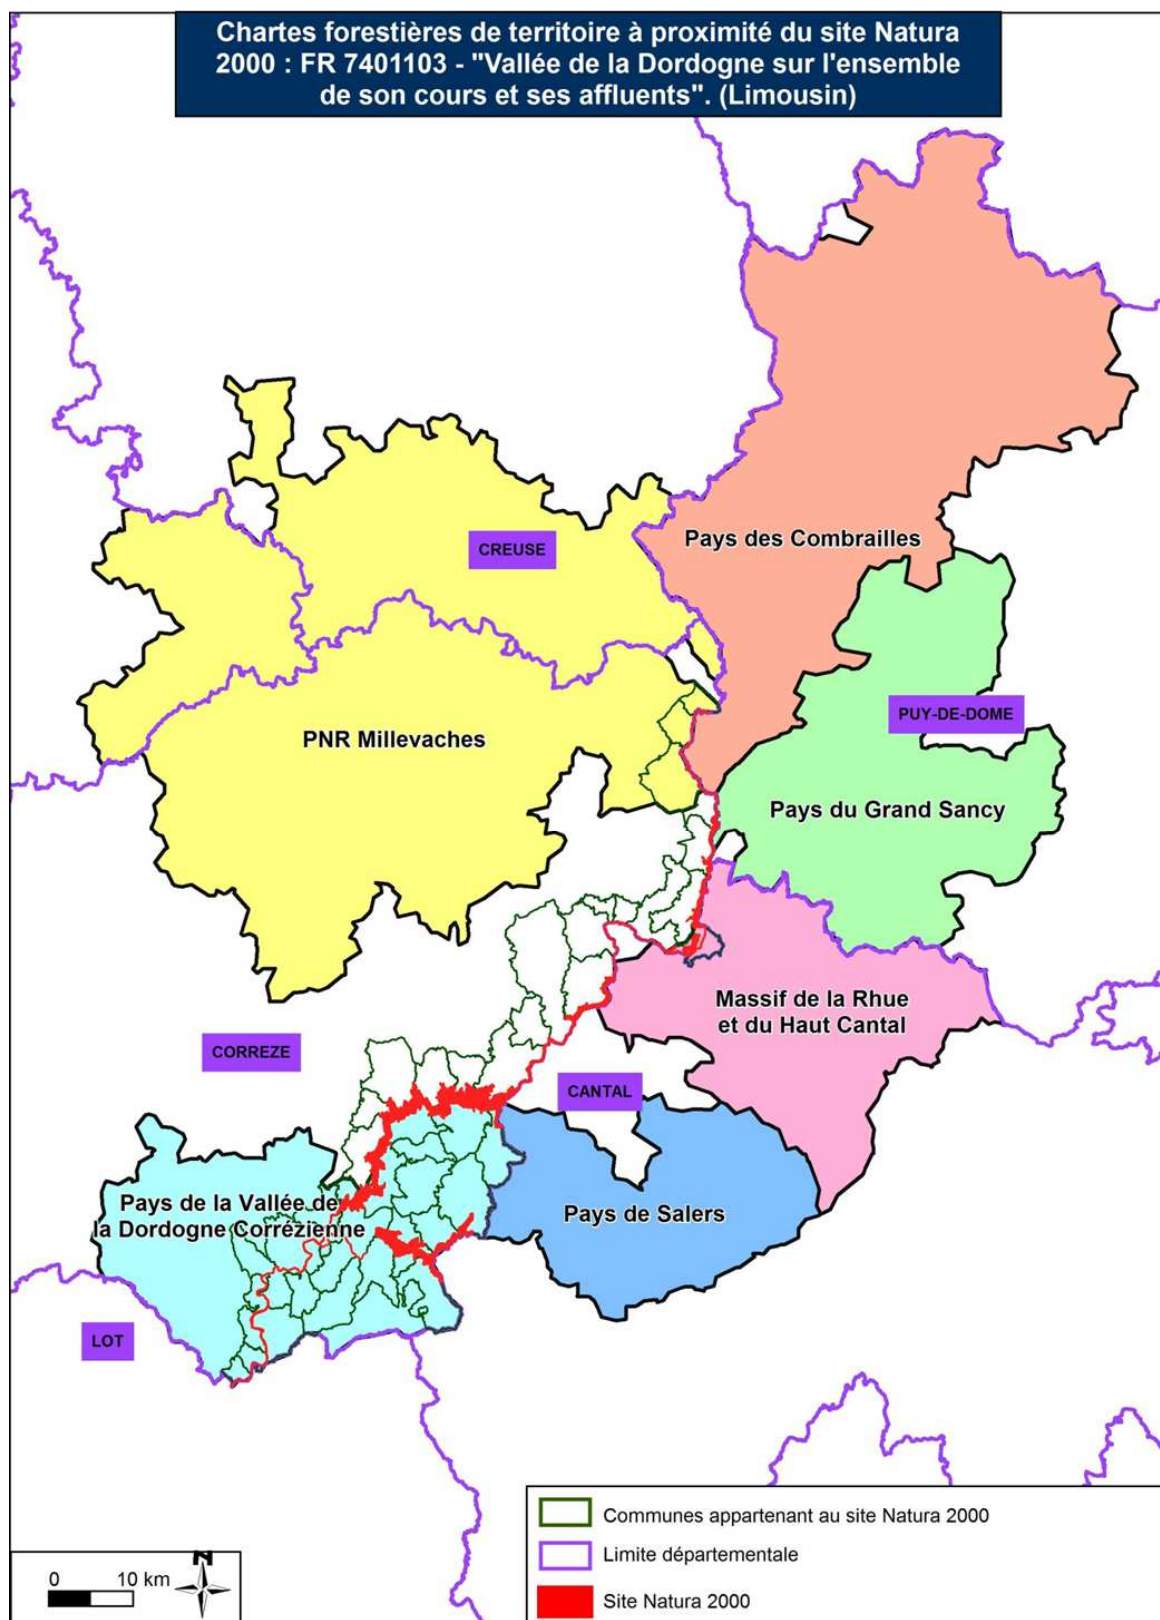 Chartes forestières de territoire à proximité du site Natura
2000 : FR 7401103 - "Vallée de la Dordogne sur l'ensemble
de son cours et ses affluents". (Limousin)
Pays des Combrailles
CREUSE
PUY-DE-DOME
PNR Millevaches
Pays du Grand Sancy
Massif de la Rhue
et du Haut Cantal
CORREZE
CANTAL
Pays de la Vallée de
la Dordogne Corrézienne
Pays de Salers
LOT
Communes appartenant au site Natura 2000
Limite départementale
Site Natura 2000
0 10 km
N